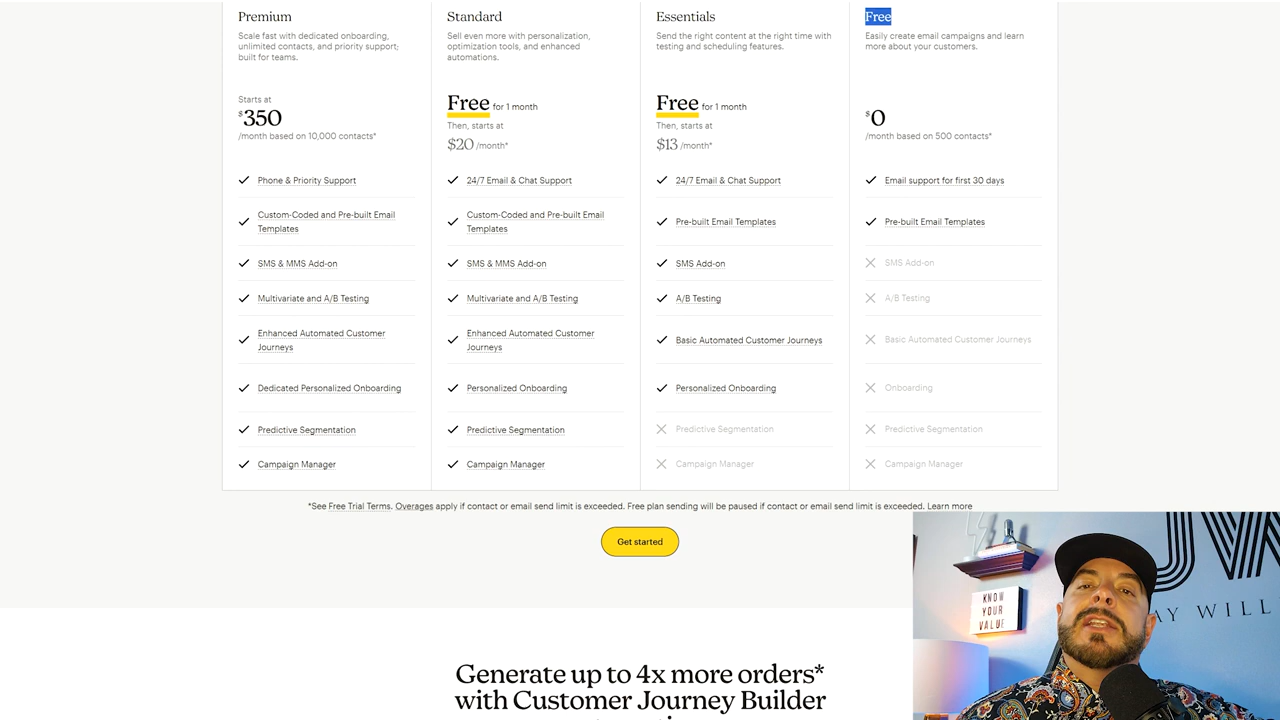 Premium
Scale fast with dedicated onboarding,
unlimited contacts, and priority support;
built for teams.
Starts at
$350
/month based on 10,000 contacts*
Phone & Priority Support
Custom-Coded and Pre-built Email
Templates
SMS & MMS Add-on
Multivariate and A/B Testing
Enhanced Automated Customer
Journeys
Dedicated Personalized Onboarding
Predictive Segmentation
Campaign Manager
Standard
Sell even more with personalization,
optimization tools, and enhanced
automations.
Free for 1 month
Then, starts at
$20 /month*
24/7 Email & Chat Support
Custom-Coded and Pre-built Email
Templates
SMS & MMS Add-on
Multivariate and A/B Testing
Enhanced Automated Customer
Journeys
Personalized Onboarding
Predictive Segmentation
Campaign Manager
Essentials
Send the right content at the right time with
testing and scheduling features.
Free for 1 month
Then, starts at
$13 /month*
24/7 Email & Chat Support
Pre-built Email Templates
SMS Add-on
A/B Testing
Basic Automated Customer Journeys
Personalized Onboarding
Predictive Segmentation
Campaign Manager
Free
Easily create email campaigns and learn
more about your customers.
$0
/month based on 500 contacts*
Email support for first 30 days
Pre-built Email Templates
SMS Add-on
A/B Testing
Basic Automated Customer Journeys
Onboarding
Predictive Segmentation
Campaign Manager
*See Free Trial Terms. Overages apply if contact or email send limit is exceeded. Free plan sending will be paused if contact or email send limit is exceeded. Learn more
Get started
Generate up to 4x more orders*
with Customer Journey Builder
KNOW
YOUR
VALUE